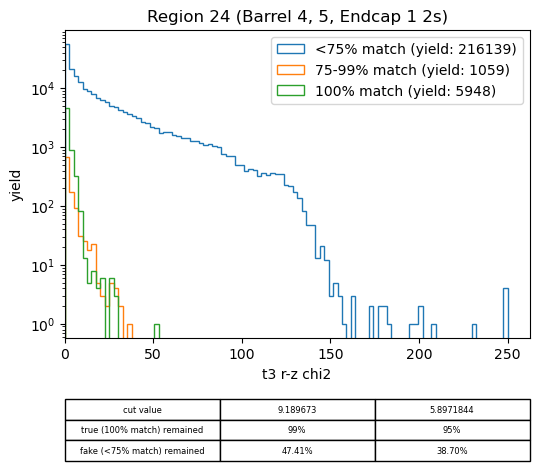 Region 24 (Barrel 4, 5, Endcap 1 2s)
<75% match (yield: 216139)
75-99% match (yield: 1059)
100% match (yield: 5948)
yield
10⁴
10³
10²
10¹
10⁰
0 50 100 150 200 250
t3 r-z chi2
cut value 9.189673 5.8971844
true (100% match) remained 99% 95%
fake (<75% match) remained 47.41% 38.70%